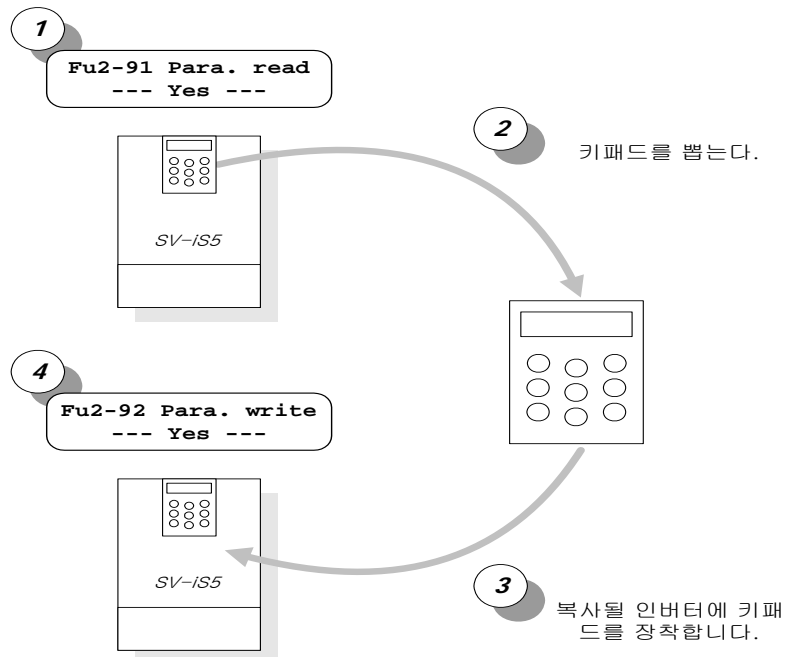 1
Fu2-91 Para. read
--- Yes ---
SV-iS5
2
키패드를 뽑는다.
3
복사될 인버터에 키패
드를 장착합니다.
4
Fu2-92 Para. write
--- Yes ---
SV-iS5